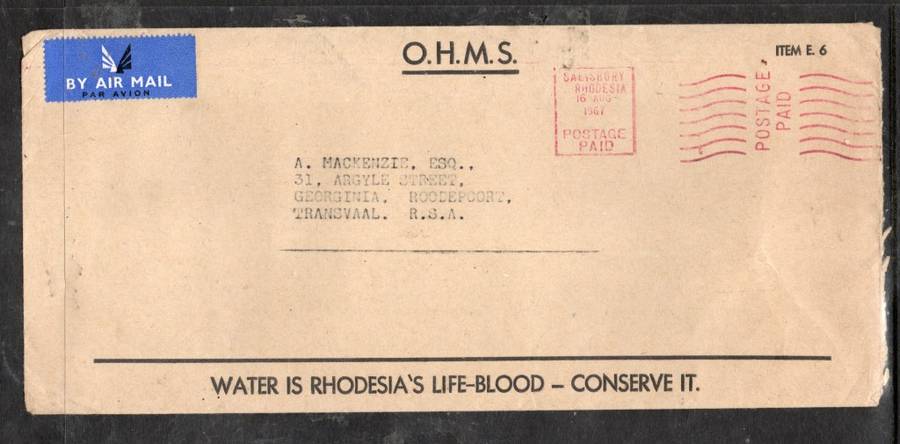 BY AIR MAIL
PAR AVION
O.H.M.S.
ITEM E. 6
SALISBURY
RHODESIA
16 AUG
1967
POSTAGE
PAID
POSTAGE
PAID
A. MACKENZIE, ESQ.,
31, ARGYLE STREET,
GEORGINIA, ROODEPOORT,
TRANSVAAL. R.S.A.
WATER IS RHODESIA'S LIFE-BLOOD – CONSERVE IT.